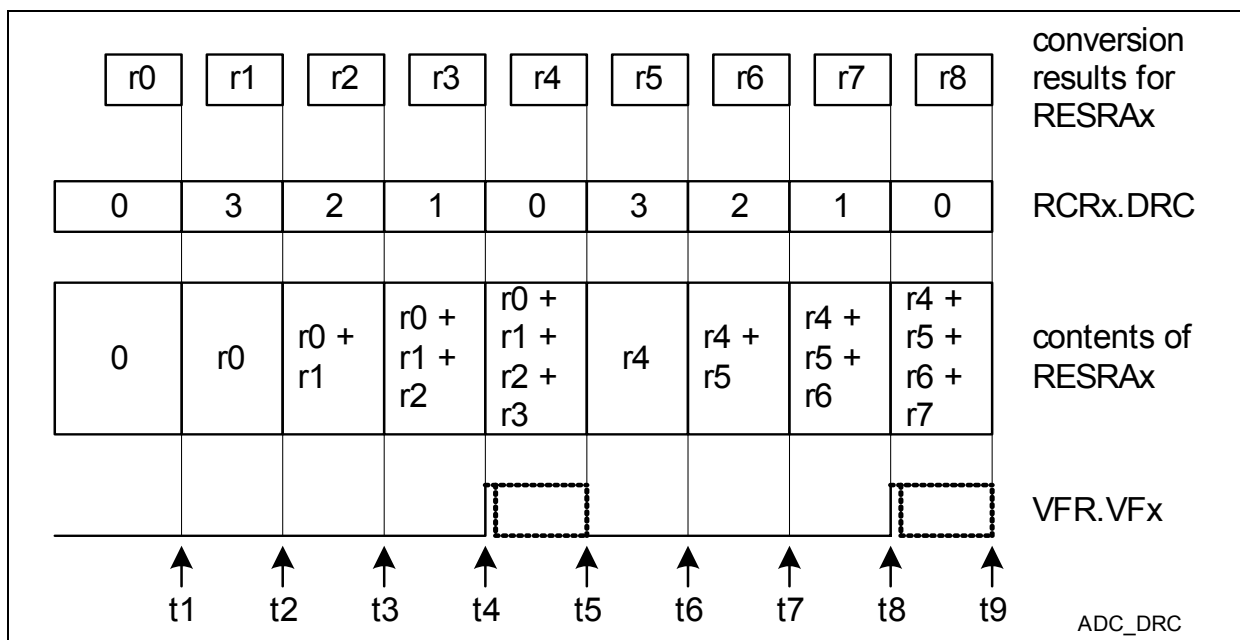 r0 r1 r2 r3 r4 r5 r6 r7 r8
conversion
results for
RESRAx
0 3 2 1 0 3 2 1 0
RCRx.DRC
0
r0
r0 +
r1
r0 +
r1 +
r2
r0 +
r1 +
r2 +
r3
r4
r4 +
r5
r4 +
r5 +
r6
r4 +
r5 +
r6 +
r7
contents of
RESRAx
VFR.VFx
t1 t2 t3 t4 t5 t6 t7 t8 t9
ADC_DRC